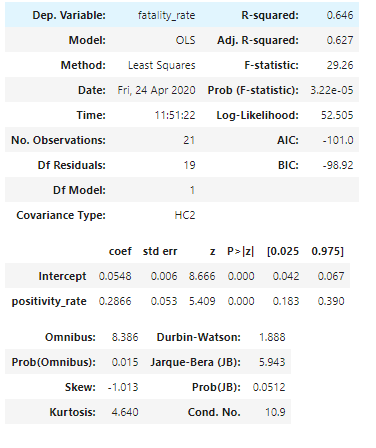 Dep. Variable: fatality_rate R-squared: 0.646
Model: OLS Adj. R-squared: 0.627
Method: Least Squares F-statistic: 29.26
Date: Fri, 24 Apr 2020 Prob (F-statistic): 3.22e-05
Time: 11:51:22 Log-Likelihood: 52.505
No. Observations: 21 AIC: -101.0
Df Residuals: 19 BIC: -98.92
Df Model: 1
Covariance Type: HC2
coef std err z P>|z| [0.025 0.975]
Intercept 0.0548 0.006 8.666 0.000 0.042 0.067
positivity_rate 0.2866 0.053 5.409 0.000 0.183 0.390
Omnibus: 8.386 Durbin-Watson: 1.888
Prob(Omnibus): 0.015 Jarque-Bera (JB): 5.943
Skew: -1.013 Prob(JB): 0.0512
Kurtosis: 4.640 Cond. No. 10.9